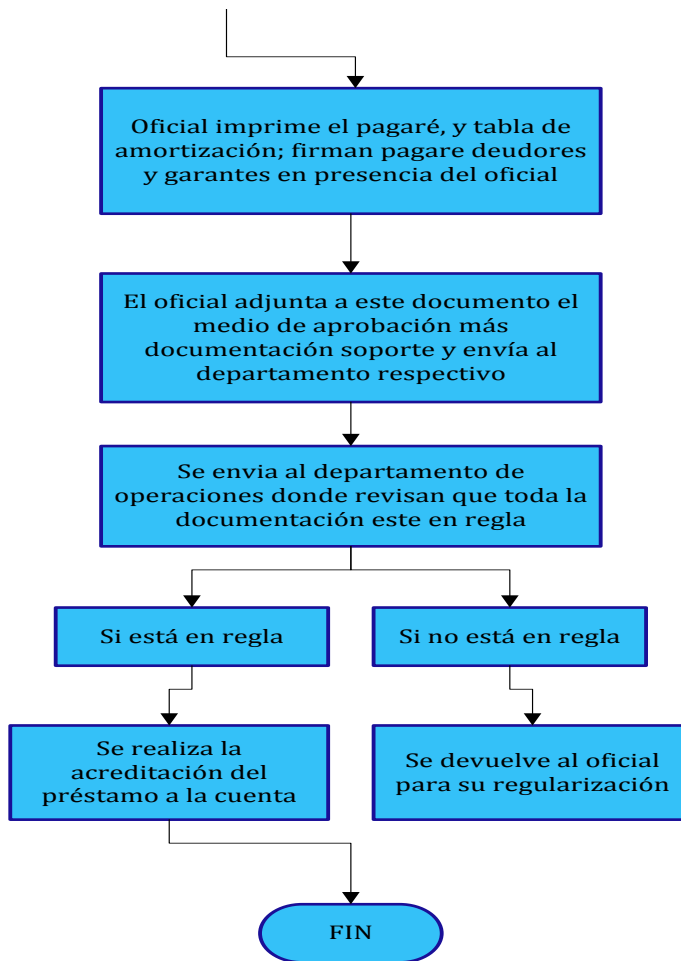 Oficial imprime el pagaré, y tabla de
amortización; firman pagare deudores
y garantes en presencia del oficial
El oficial adjunta a este documento el
medio de aprobación más
documentación soporte y envía al
departamento respectivo
Se envia al departamento de
operaciones donde revisan que toda la
documentación este en regla
Si está en regla
Si no está en regla
Se realiza la
acreditación del
préstamo a la cuenta
Se devuelve al oficial
para su regularización
FIN